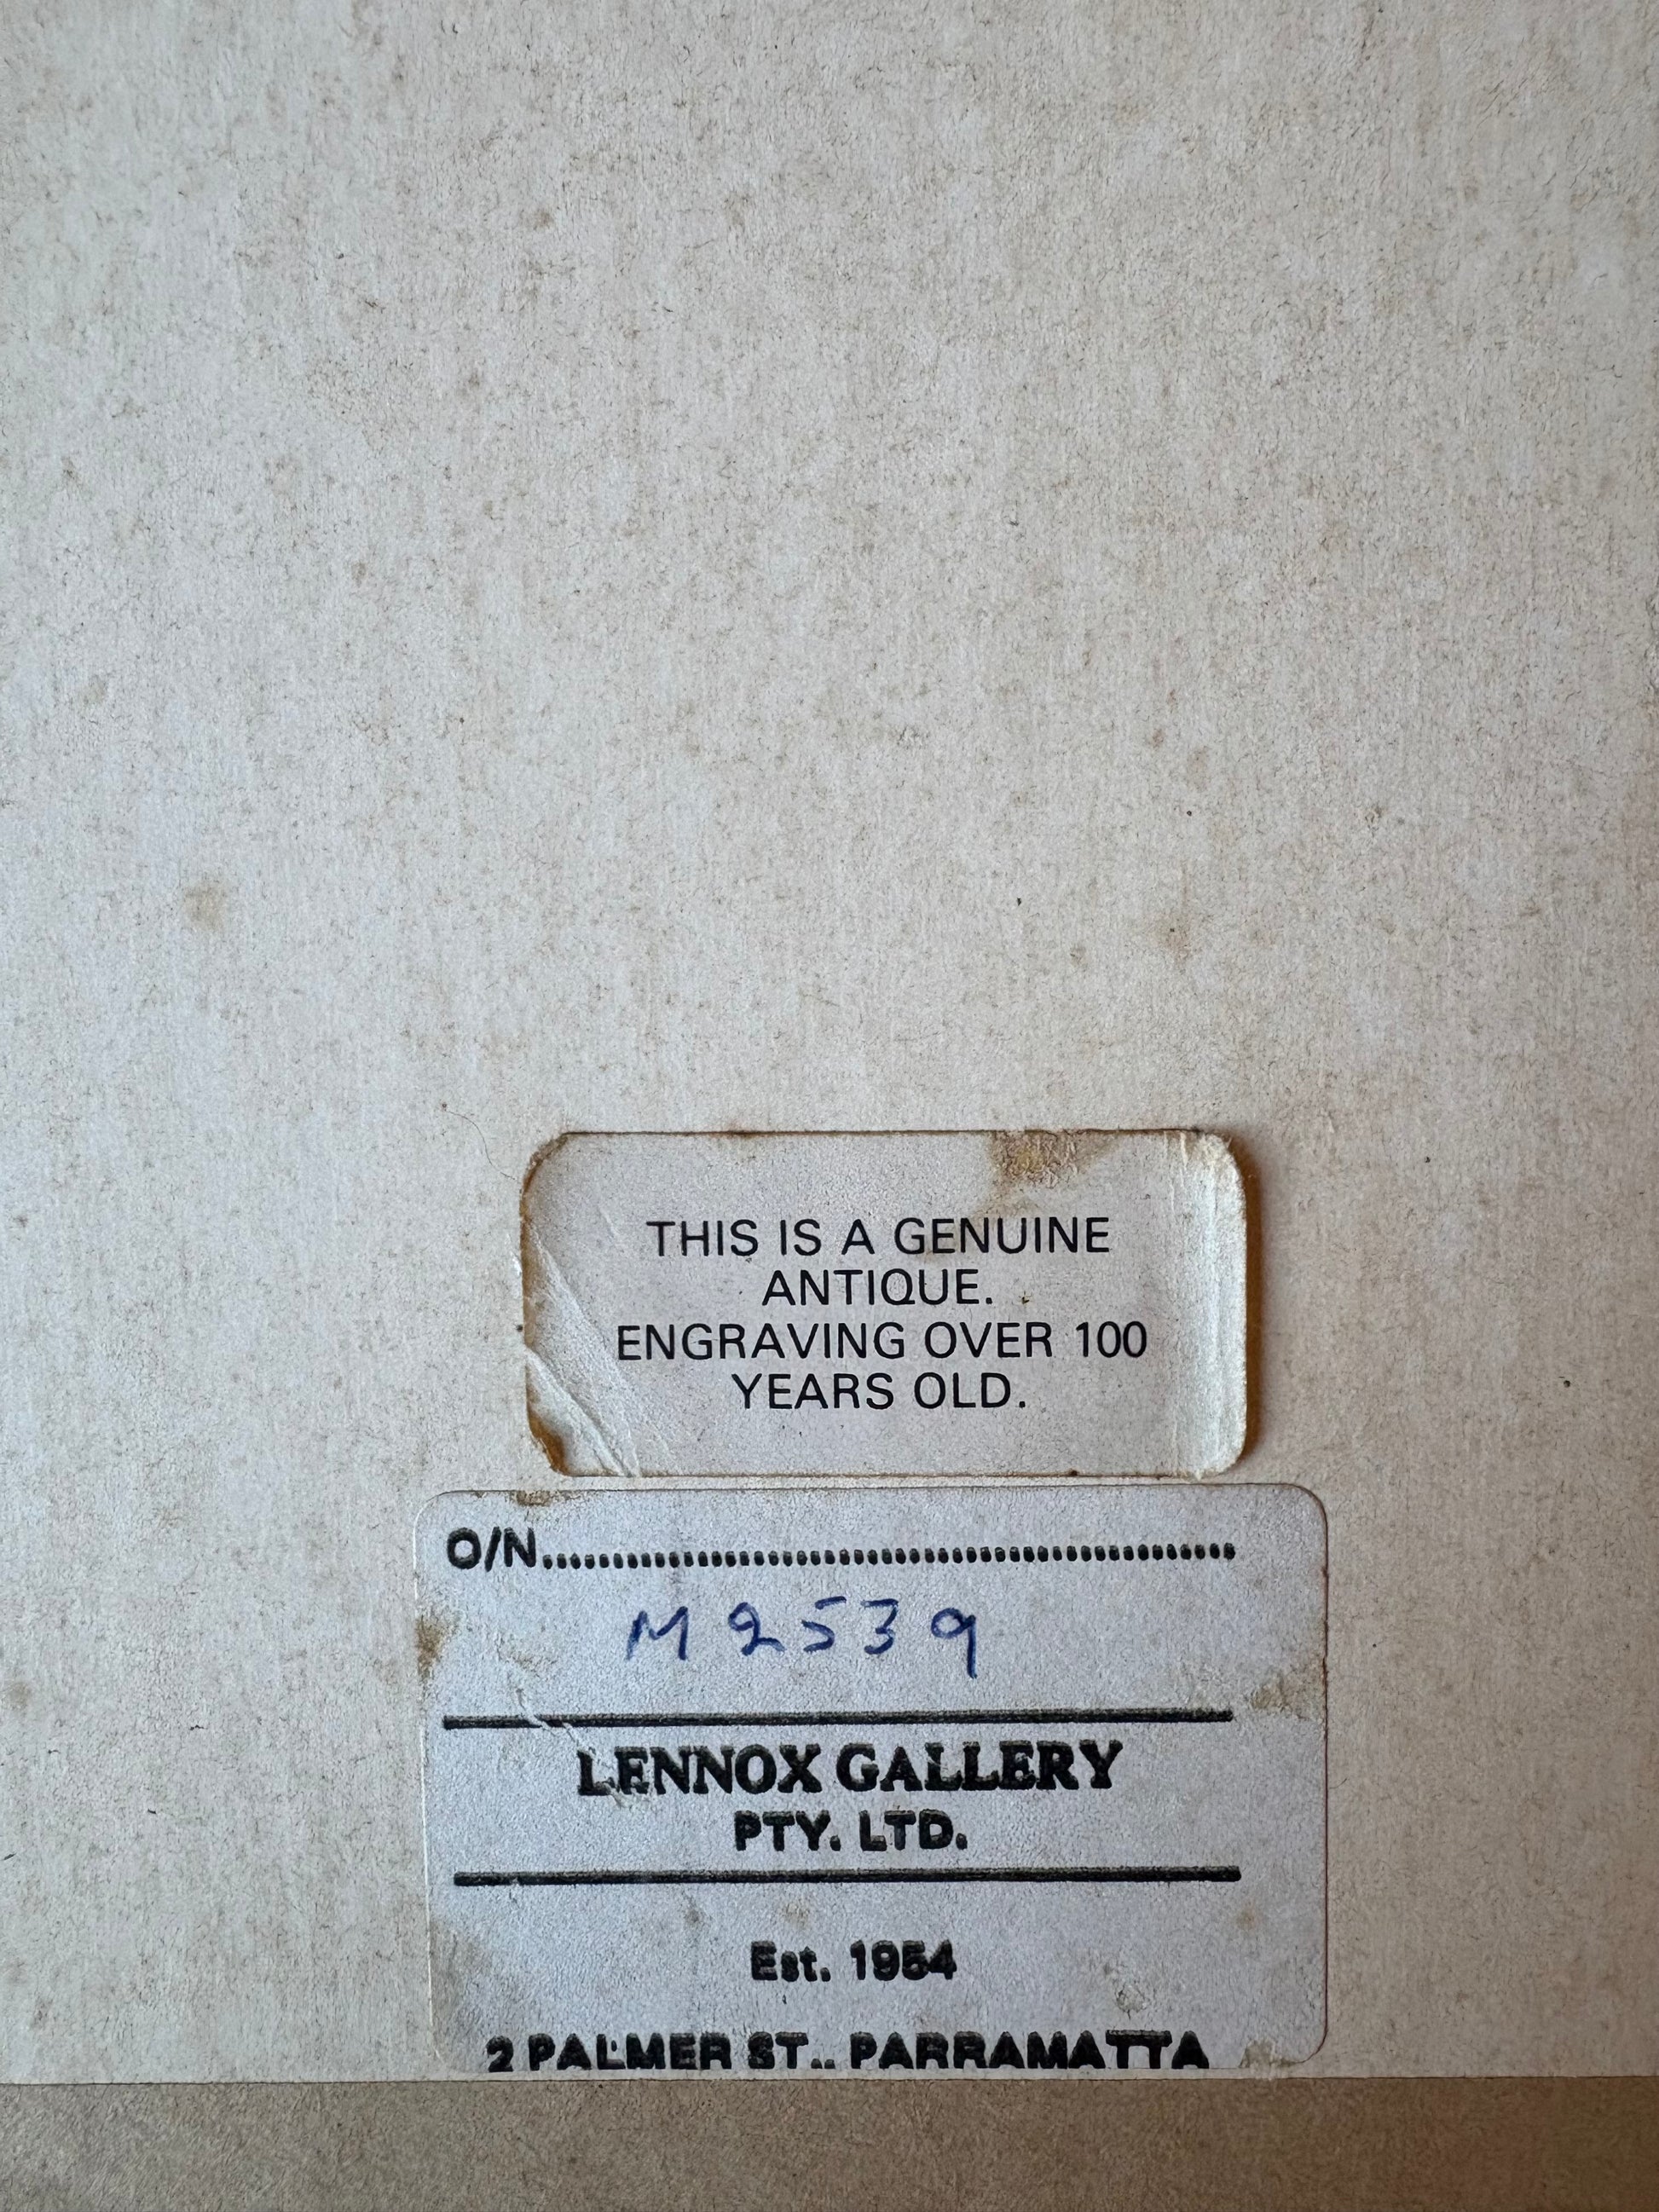 THIS IS A GENUINE
ANTIQUE.
ENGRAVING OVER 100
YEARS OLD.
O/N..................................................
M2539
LENNOX GALLERY
PTY. LTD.
Est. 1954
2 PALMER ST., PARRAMATTA